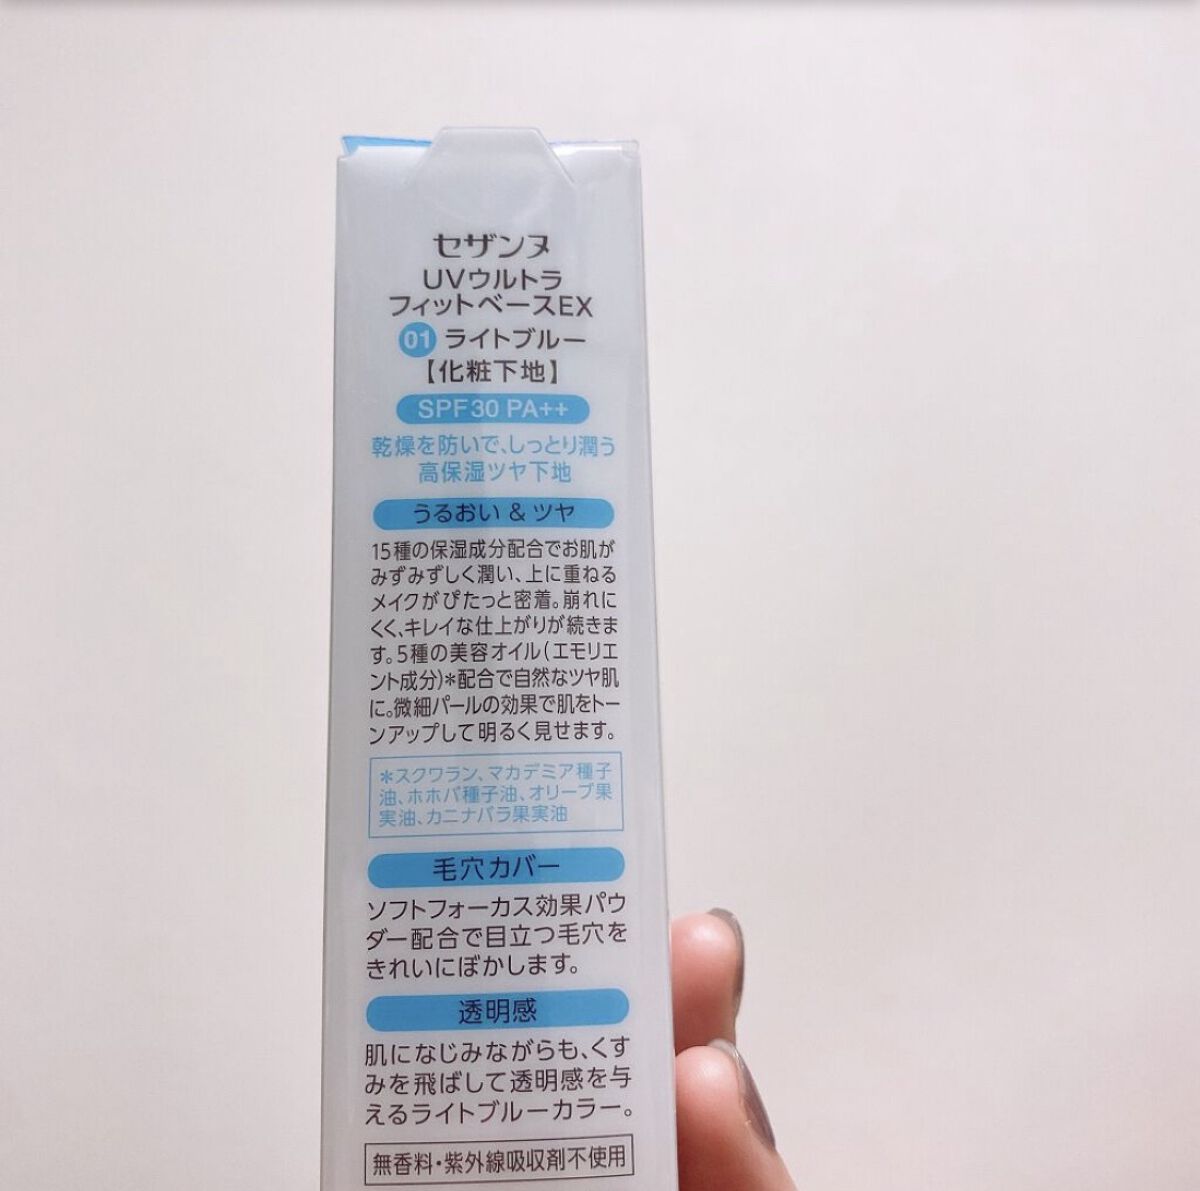 セザンヌ
UVウルトラ
フィットベースEX
01 ライトブルー
【化粧下地】
SPF30 PA++
乾燥を防いで、しっとり潤う
高保湿ツヤ下地
うるおい & ツヤ
15種の保湿成分配合でお肌が
みずみずしく潤い、上に重ねる
メイクがぴたっと密着。崩れに
くく、キレイな仕上がりが続きま
す。5種の美容オイル(エモリエ
ント成分)*配合で自然なツヤ肌
に。微細パールの効果で肌をトー
ンアップして明るく見せます。
*スクワラン、マカデミア種子
油、ホホバ種子油、オリーブ果
実油、カニナバラ果実油
毛穴カバー
ソフトフォーカス効果パウ
ダー配合で目立つ毛穴を
きれいにぼかします。
透明感
肌になじみながらも、くす
みを飛ばして透明感を与
えるライトブルーカラー。
無香料・紫外線吸収剤不使用